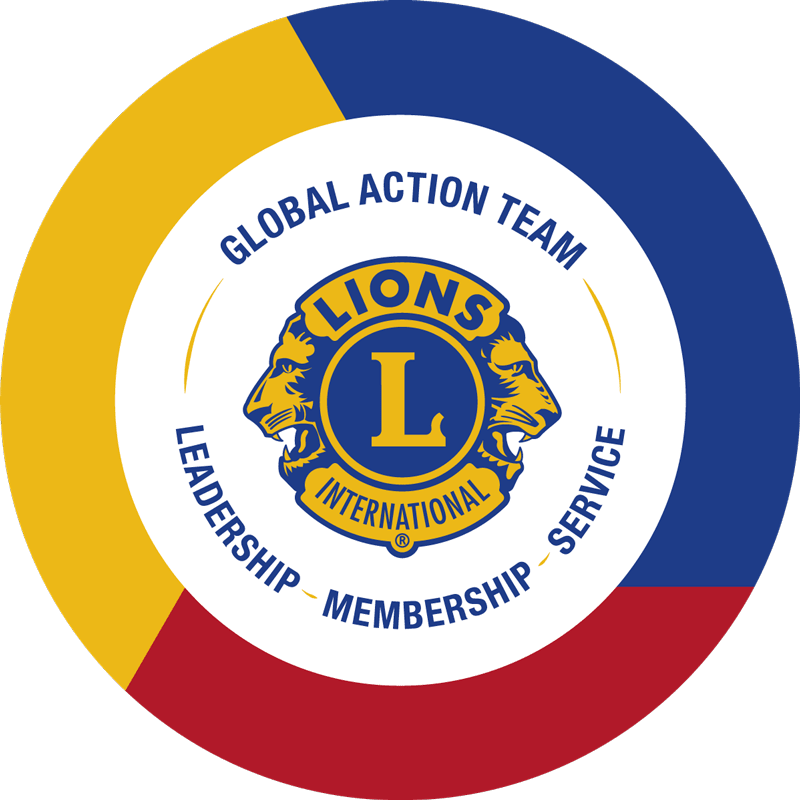 GLOBAL ACTION TEAM
LIONS
L
INTERNATIONAL
®
LEADERSHIP - MEMBERSHIP - SERVICE